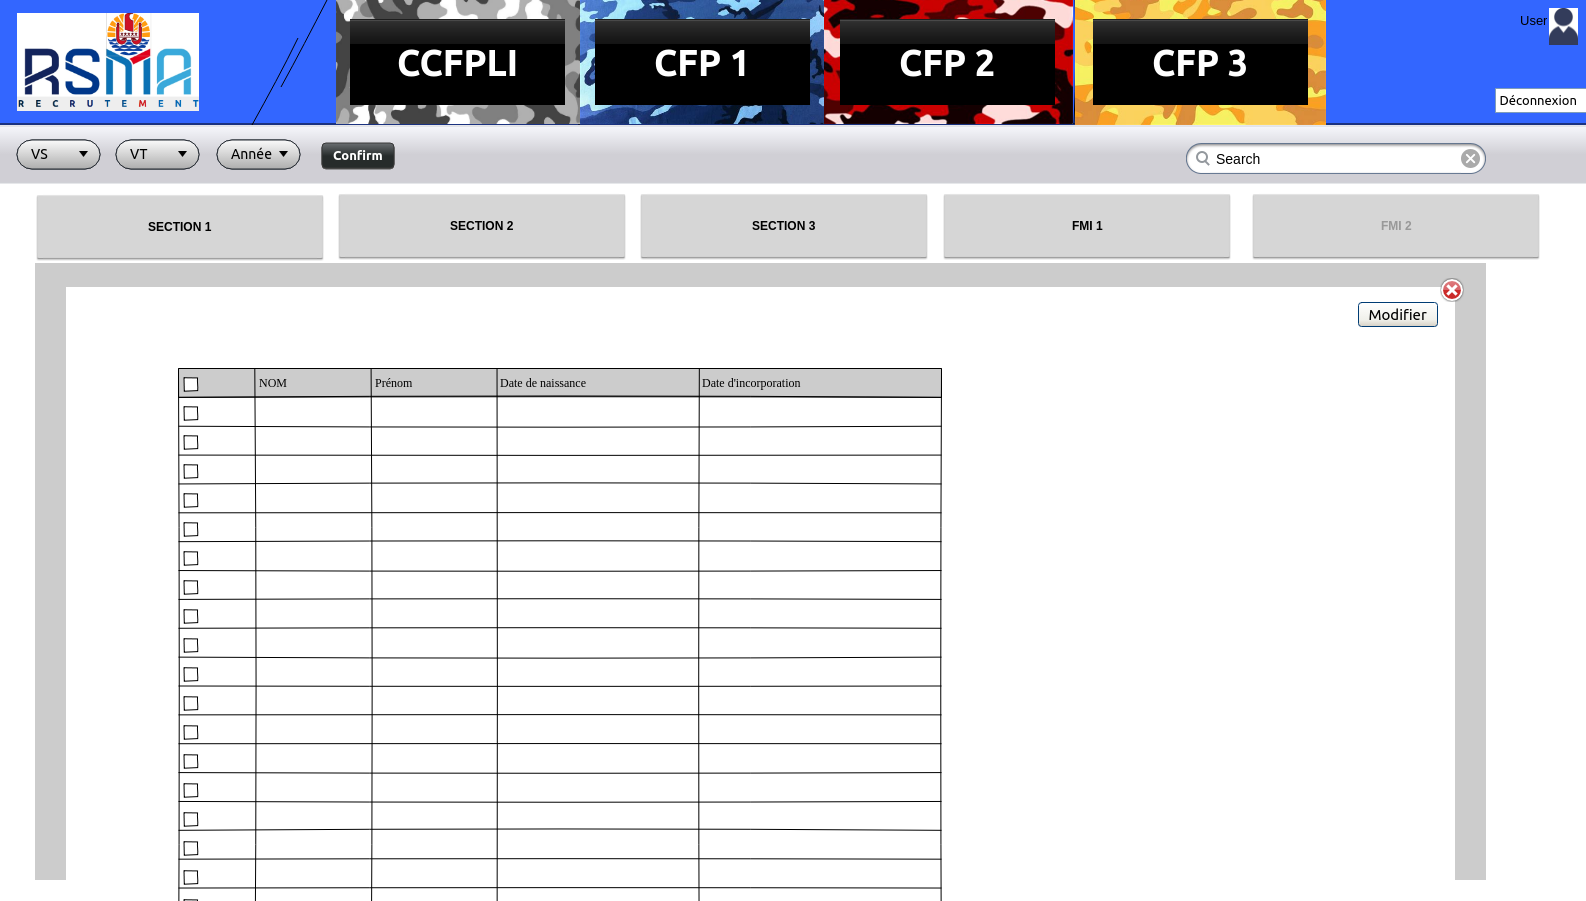 RSMA
RECRUTEMENT
CCFPLI
CFP 1
CFP 2
CFP 3
User
Déconnexion
VS
VT
Année
Confirm
Search
SECTION 1
SECTION 2
SECTION 3
FMI 1
FMI 2
Modifier
NOM
Prénom
Date de naissance
Date d'incorporation